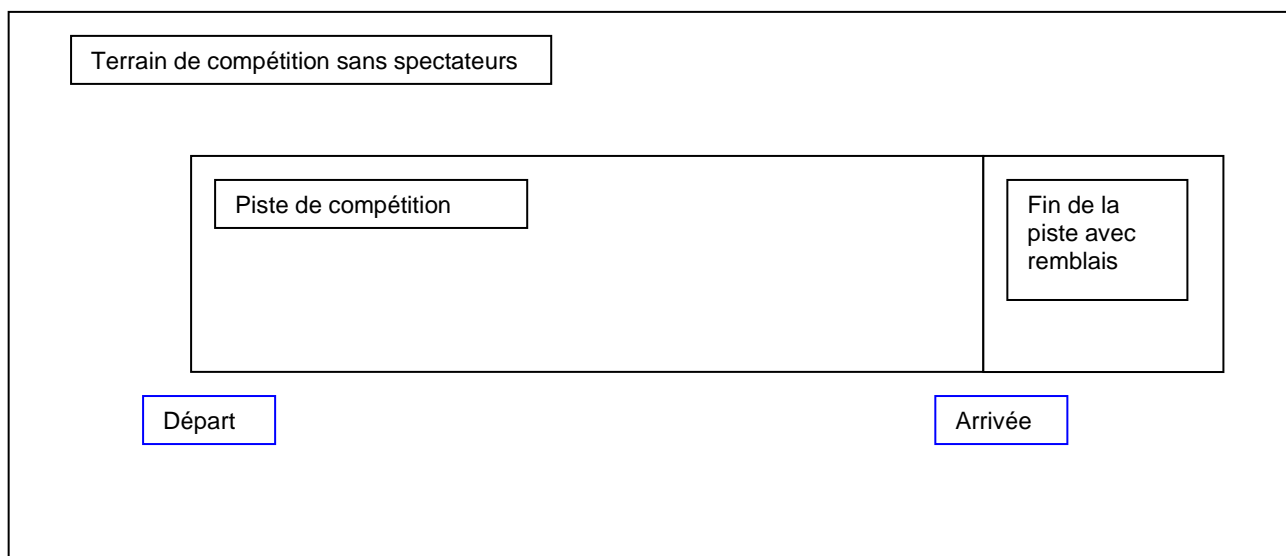 Terrain de compétition sans spectateurs
Piste de compétition
Fin de la
piste avec
remblais
Départ
Arrivée